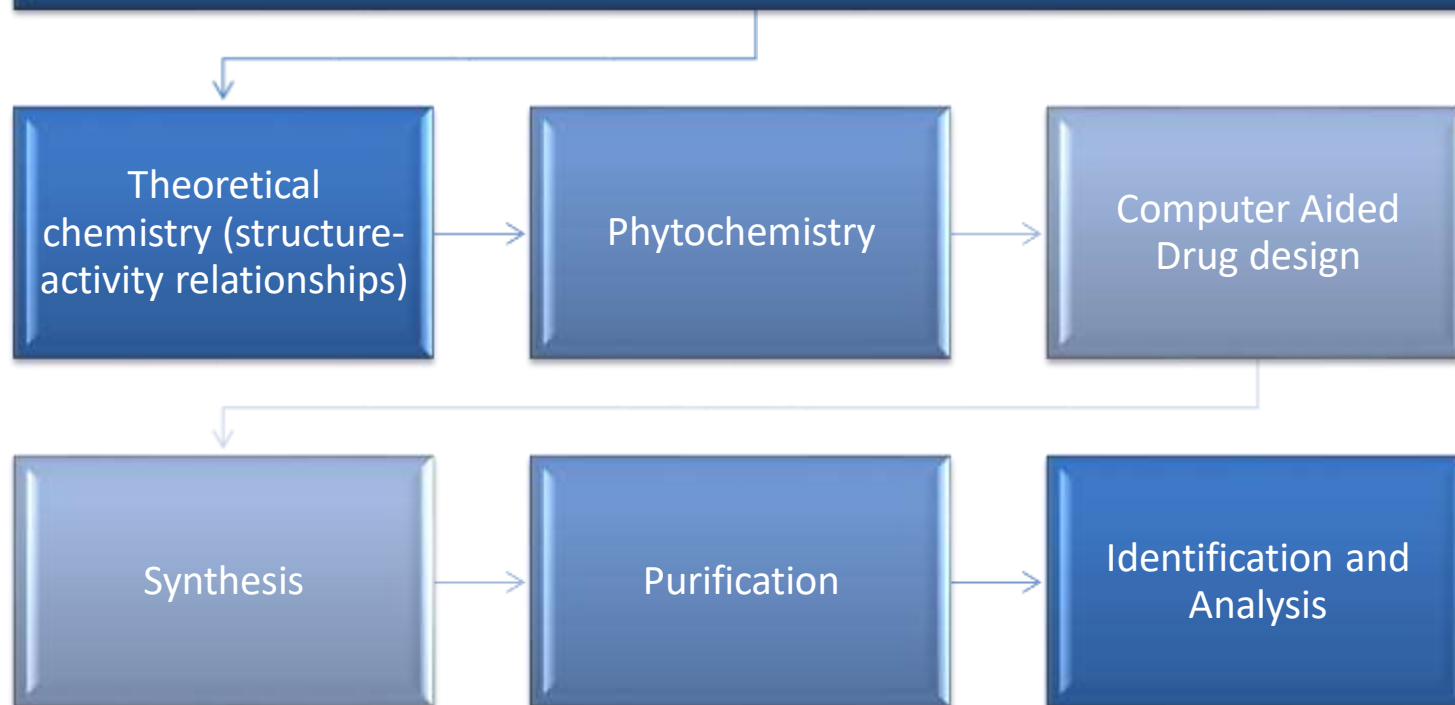 Theoretical
chemistry (structure-
activity relationships)
Phytochemistry
Computer Aided
Drug design
Synthesis
Purification
Identification and
Analysis